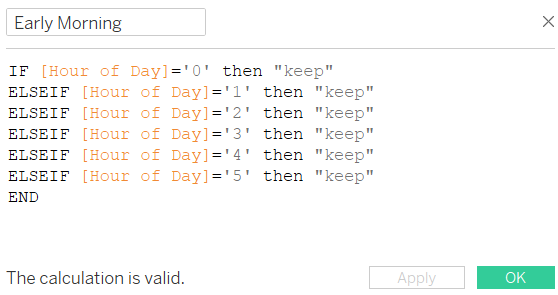 Early Morning
IF [Hour of Day]='0' then "keep"
ELSEIF [Hour of Day]='1' then "keep"
ELSEIF [Hour of Day]='2' then "keep"
ELSEIF [Hour of Day]='3' then "keep"
ELSEIF [Hour of Day]='4' then "keep"
ELSEIF [Hour of Day]='5' then "keep"
END
The calculation is valid. Apply OK